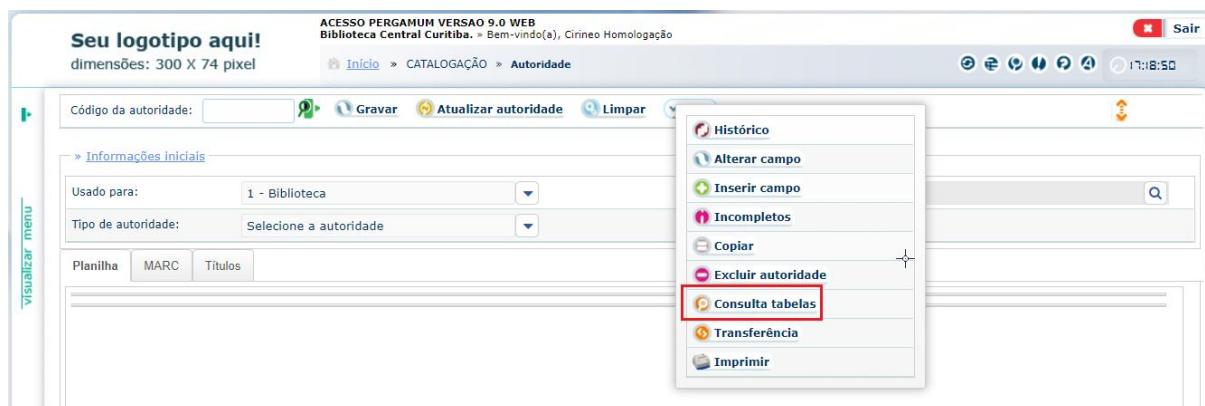 ACESSO PERGAMUM VERSAO 9.0 WEB
Biblioteca Central Curitiba. » Bem-vindo(a), Cirineo Homologação
Sair
Seu logotipo aqui!
dimensões: 300 X 74 pixel
Início » CATALOGAÇÃO » Autoridade
17:18:50
Código da autoridade:
Gravar
Atualizar autoridade
Limpar
» Informações iniciais
Usado para:
1 - Biblioteca
Tipo de autoridade:
Selecione a autoridade
Planilha
MARC
Títulos
visualizar menu
Histórico
Alterar campo
Inserir campo
Incompletos
Copiar
Excluir autoridade
Consulta tabelas
Transferência
Imprimir